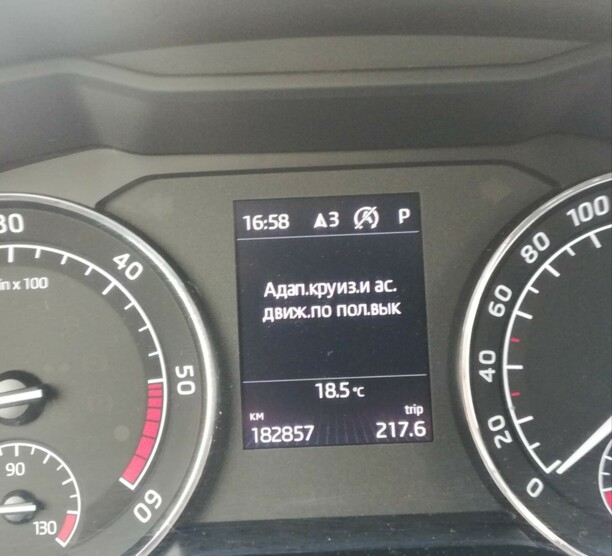 16:58 A3 P
Адап.круиз.и ас.
движ.по пол.вык
18.5 °C
км trip
182857 217.6
in x 100
40
50
60
90
130
100
80
60
40
20
0